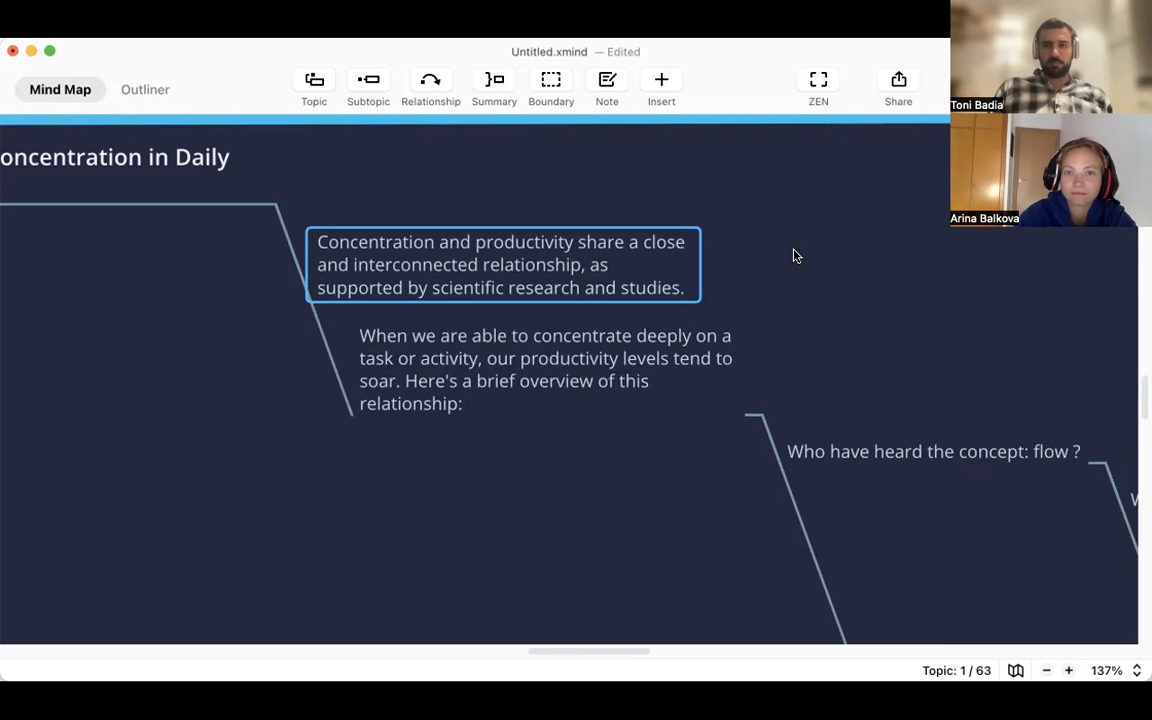 Untitled.xmind — Edited
Mind Map
Outliner
Topic
Subtopic
Relationship
Summary
Boundary
Note
Insert
ZEN
Share
Toni Badia
Arina Balkova
oncentration in Daily
Concentration and productivity share a close
and interconnected relationship, as
supported by scientific research and studies.
When we are able to concentrate deeply on a
task or activity, our productivity levels tend to
soar. Here's a brief overview of this
relationship:
Who have heard the concept: flow ?
W
Topic: 1 / 63
137%